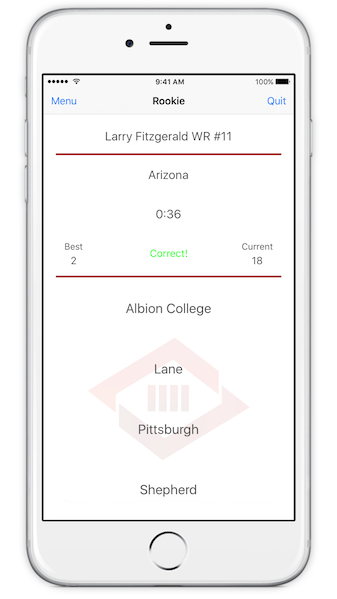 9:41 AM 100%
Menu Rookie Quit
Larry Fitzgerald WR #11
Arizona
0:36
Best Correct! Current
2 18
Albion College
Lane
Pittsburgh
Shepherd